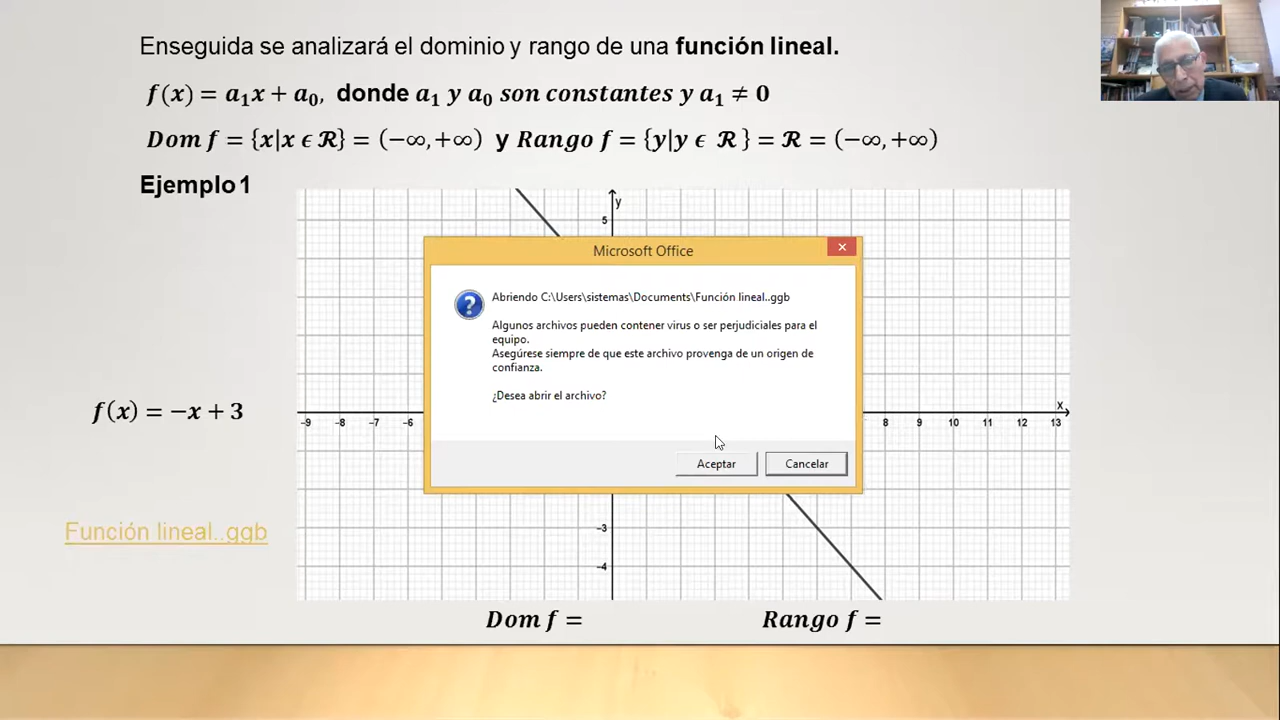 Enseguida se analizará el dominio y rango de una función lineal.
f(x) = a₁x + a₀, donde a₁ y a₀ son constantes y a₁ ≠ 0
Dom f = {x|x ϵ ℛ} = (−∞, +∞) y Rango f = {y|y ϵ ℛ } = ℛ = (−∞, +∞)
Ejemplo 1
y
5
Microsoft Office
Abriendo C:\Users\sistemas\Documents\Función lineal..ggb
Algunos archivos pueden contener virus o ser perjudiciales para el
equipo.
Asegúrese siempre de que este archivo provenga de un origen de
confianza.
¿Desea abrir el archivo?
Aceptar Cancelar
f(x) = −x + 3
x
−9 −8 −7 −6 8 9 10 11 12 13
−3
−4
Función lineal..ggb
Dom f = Rango f =